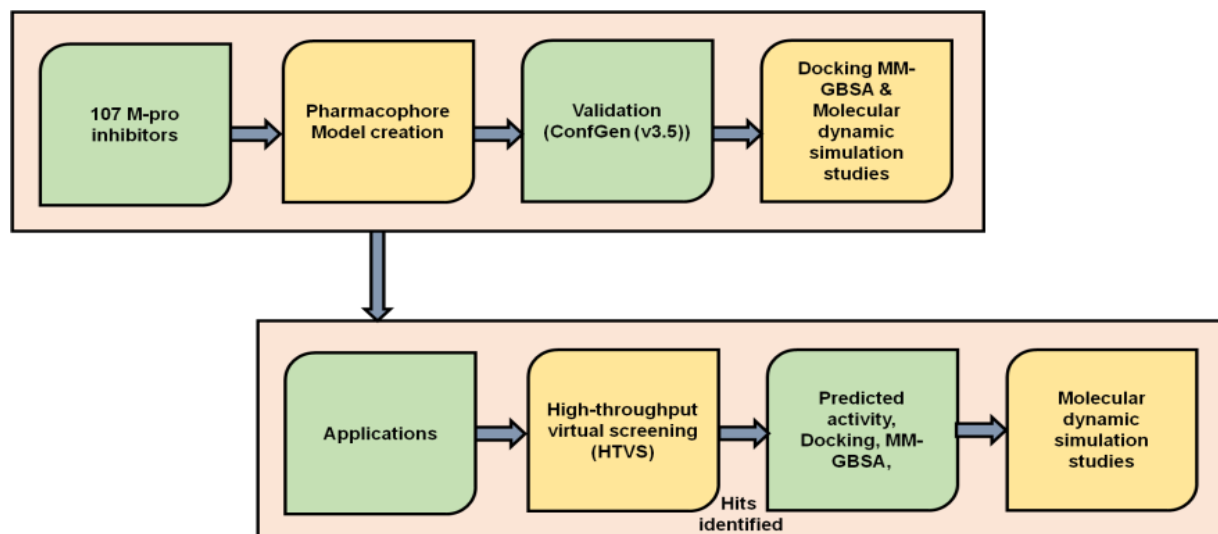 107 M-pro
inhibitors
Pharmacophore
Model creation
Validation
(ConfGen (v3.5))
Docking MM-
GBSA &
Molecular
dynamic
simulation
studies
Applications
High-throughput
virtual screening
(HTVS)
Hits
identified
Predicted
activity,
Docking, MM-
GBSA,
Molecular
dynamic
simulation
studies